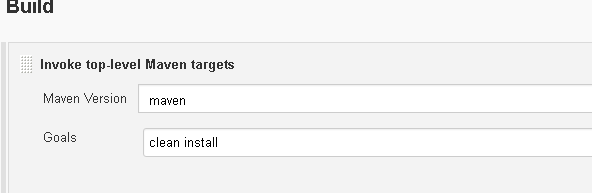 Build
Invoke top-level Maven targets
Maven Version maven
Goals clean install